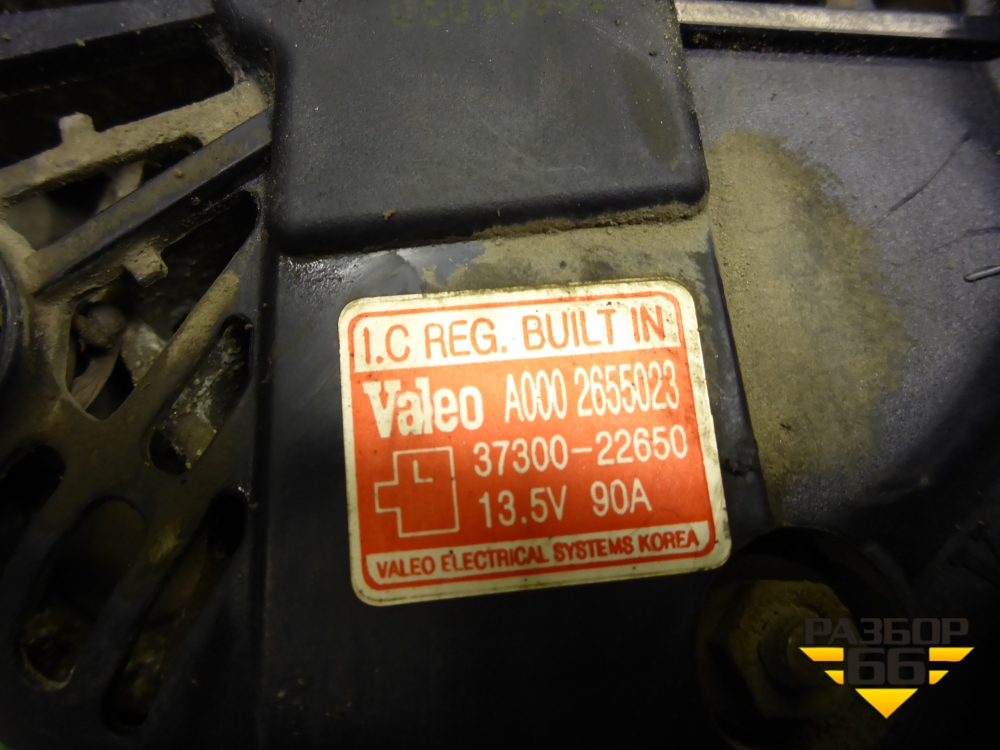 I.C REG. BUILT IN
Valeo A000 2655023
37300-22650
13.5V 90A
VALEO ELECTRICAL SYSTEMS KOREA
РАЗБОР
66